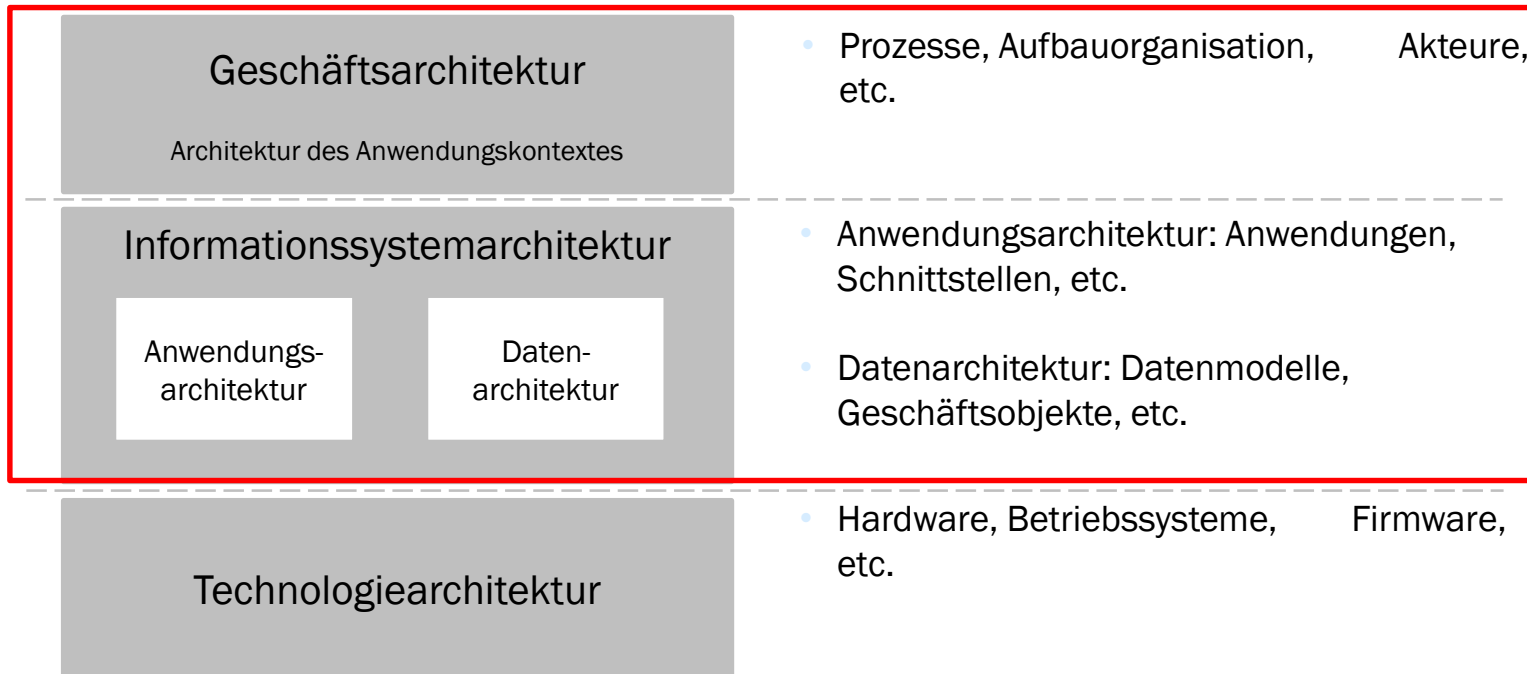 Geschäftsarchitektur
Architektur des Anwendungskontextes
• Prozesse, Aufbauorganisation, Akteure,
etc.
Informationssystemarchitektur
Anwendungs-
architektur
Daten-
architektur
• Anwendungsarchitektur: Anwendungen,
Schnittstellen, etc.
• Datenarchitektur: Datenmodelle,
Geschäftsobjekte, etc.
Technologiearchitektur
• Hardware, Betriebssysteme, Firmware,
etc.